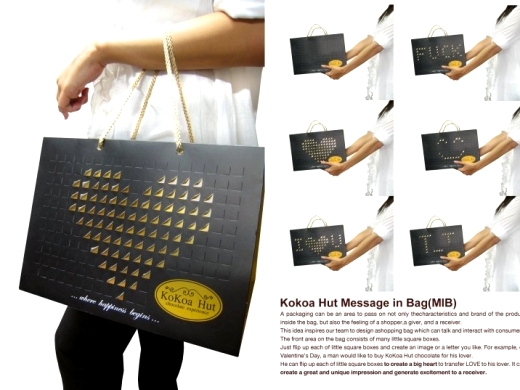 ... where happiness begins ...
KoKoa Hut
chocolate experience
FUCK
I U
T_T
Kokoa Hut Message in Bag(MIB)
A packaging can be an area to pass on not only thecharacteristics and brand of the produ
inside the bag, but also the feeling of a shopper,a giver, and a receiver.
This idea inspires our team to design ashopping bag which can talk and interact with consume
The front area on the bag consists of many little square boxes.
Just flip up each of little square boxes and create an image or a letter you like. For example,
Valentine's Day, a man would like to buy KoKoa Hut chocolate for his lover.
He can flip up each of little square boxes to create a big heart to transfer LOVE to his lover. It c
create a great and unique impression and generate excitement to a receiver.